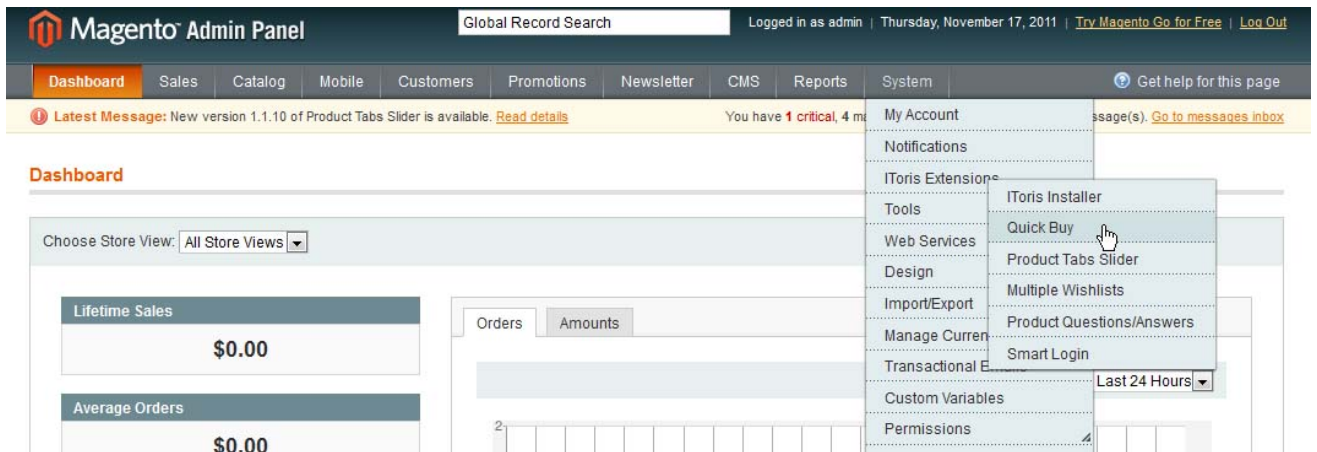 Magento Admin Panel
Global Record Search
Logged in as admin | Thursday, November 17, 2011 | Try Magento Go for Free | Log Out
Dashboard Sales Catalog Mobile Customers Promotions Newsletter CMS Reports System Get help for this page
Latest Message: New version 1.1.10 of Product Tabs Slider is available. Read details You have 1 critical, 4 ma ssage(s). Go to messages inbox
My Account
Notifications
IToris Extensions
Tools
Web Services
Design
Import/Export
Manage Curren
Transactional E
Custom Variables
Permissions
IToris Installer
Quick Buy
Product Tabs Slider
Multiple Wishlists
Product Questions/Answers
Smart Login
Dashboard
Choose Store View: All Store Views
Lifetime Sales
$0.00
Average Orders
$0.00
Orders Amounts
Last 24 Hours
2